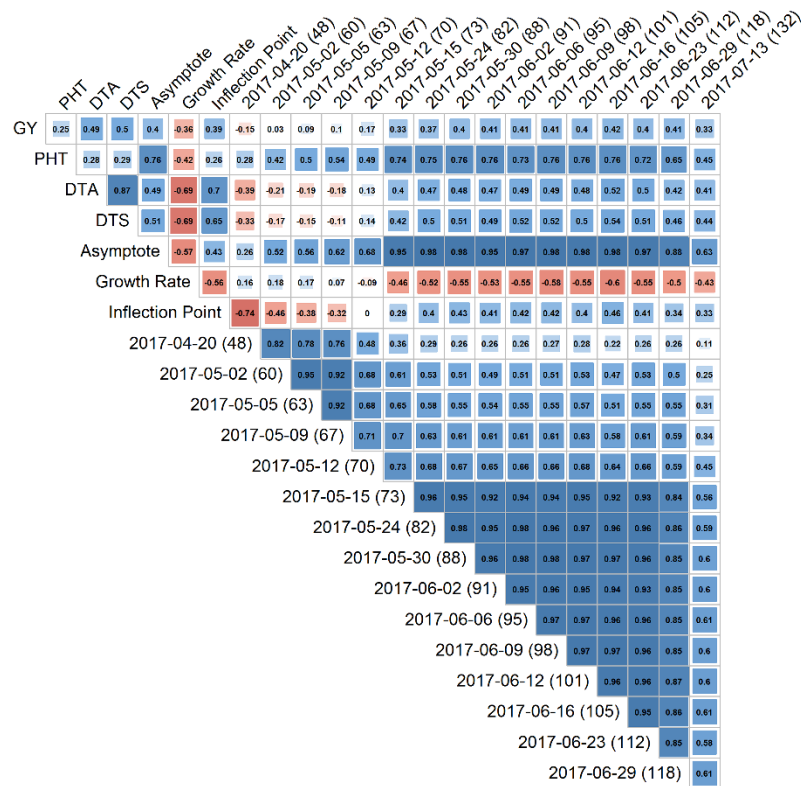 PHT DTA DTS Asymptote Growth Rate Inflection Point 2017-04-20 (48) 2017-05-02 (60) 2017-05-05 (63) 2017-05-09 (67) 2017-05-12 (70) 2017-05-15 (73) 2017-05-24 (82) 2017-05-30 (88) 2017-06-02 (91) 2017-06-06 (95) 2017-06-09 (98) 2017-06-12 (101) 2017-06-16 (105) 2017-06-23 (112) 2017-06-29 (118) 2017-07-13 (132)
GY 0.25 0.49 0.5 0.4 -0.36 0.39 -0.15 0.03 0.09 0.1 0.17 0.33 0.37 0.4 0.41 0.41 0.41 0.4 0.42 0.4 0.41 0.33
PHT 0.28 0.29 0.76 -0.42 0.26 0.28 0.42 0.5 0.54 0.49 0.74 0.75 0.76 0.76 0.73 0.76 0.76 0.76 0.72 0.65 0.45
DTA 0.87 0.49 -0.69 0.7 -0.39 -0.21 -0.19 -0.18 0.13 0.4 0.47 0.48 0.47 0.49 0.49 0.48 0.52 0.5 0.42 0.41
DTS 0.51 -0.69 0.65 -0.33 -0.17 -0.15 -0.11 0.14 0.42 0.5 0.51 0.49 0.52 0.52 0.5 0.54 0.51 0.46 0.44
Asymptote -0.57 0.43 0.26 0.52 0.56 0.62 0.68 0.95 0.98 0.98 0.95 0.97 0.98 0.98 0.98 0.97 0.88 0.63
Growth Rate -0.56 0.16 0.18 0.17 0.07 -0.09 -0.46 -0.52 -0.55 -0.53 -0.55 -0.55 -0.58 -0.55 -0.6 -0.55 -0.5 -0.43
Inflection Point -0.74 -0.46 -0.38 -0.32 0 0.29 0.4 0.43 0.41 0.42 0.42 0.4 0.46 0.41 0.34 0.33
2017-04-20 (48) 0.82 0.78 0.76 0.48 0.36 0.29 0.26 0.26 0.26 0.27 0.28 0.22 0.26 0.26 0.11
2017-05-02 (60) 0.95 0.92 0.68 0.61 0.53 0.51 0.49 0.51 0.51 0.53 0.47 0.53 0.5 0.25
2017-05-05 (63) 0.92 0.68 0.65 0.58 0.55 0.54 0.55 0.55 0.57 0.51 0.55 0.55 0.31
2017-05-09 (67) 0.71 0.7 0.63 0.61 0.61 0.61 0.61 0.63 0.58 0.61 0.59 0.34
2017-05-12 (70) 0.73 0.68 0.67 0.65 0.66 0.66 0.68 0.64 0.66 0.59 0.45
2017-05-15 (73) 0.96 0.95 0.92 0.94 0.94 0.95 0.92 0.93 0.84 0.56
2017-05-24 (82) 0.98 0.95 0.98 0.96 0.97 0.96 0.96 0.86 0.59
2017-05-30 (88) 0.96 0.98 0.98 0.97 0.97 0.96 0.85 0.6
2017-06-02 (91) 0.95 0.96 0.95 0.94 0.93 0.85 0.6
2017-06-06 (95) 0.97 0.97 0.96 0.96 0.85 0.61
2017-06-09 (98) 0.97 0.97 0.96 0.85 0.6
2017-06-12 (101) 0.96 0.96 0.87 0.6
2017-06-16 (105) 0.95 0.86 0.61
2017-06-23 (112) 0.85 0.58
2017-06-29 (118) 0.61